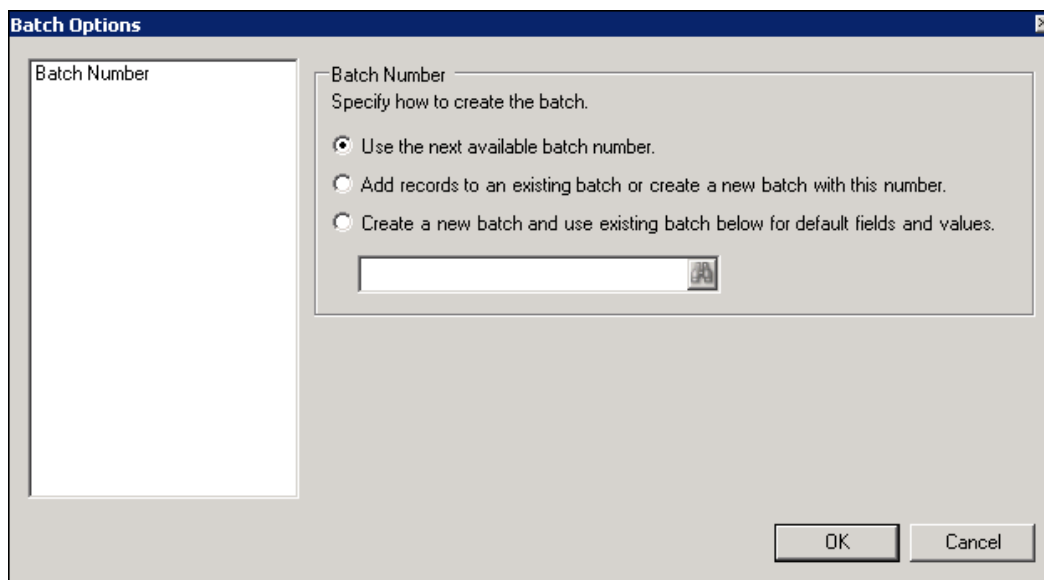 Batch Options
Batch Number
Batch Number
Specify how to create the batch.
Use the next available batch number.
Add records to an existing batch or create a new batch with this number.
Create a new batch and use existing batch below for default fields and values.
OK
Cancel